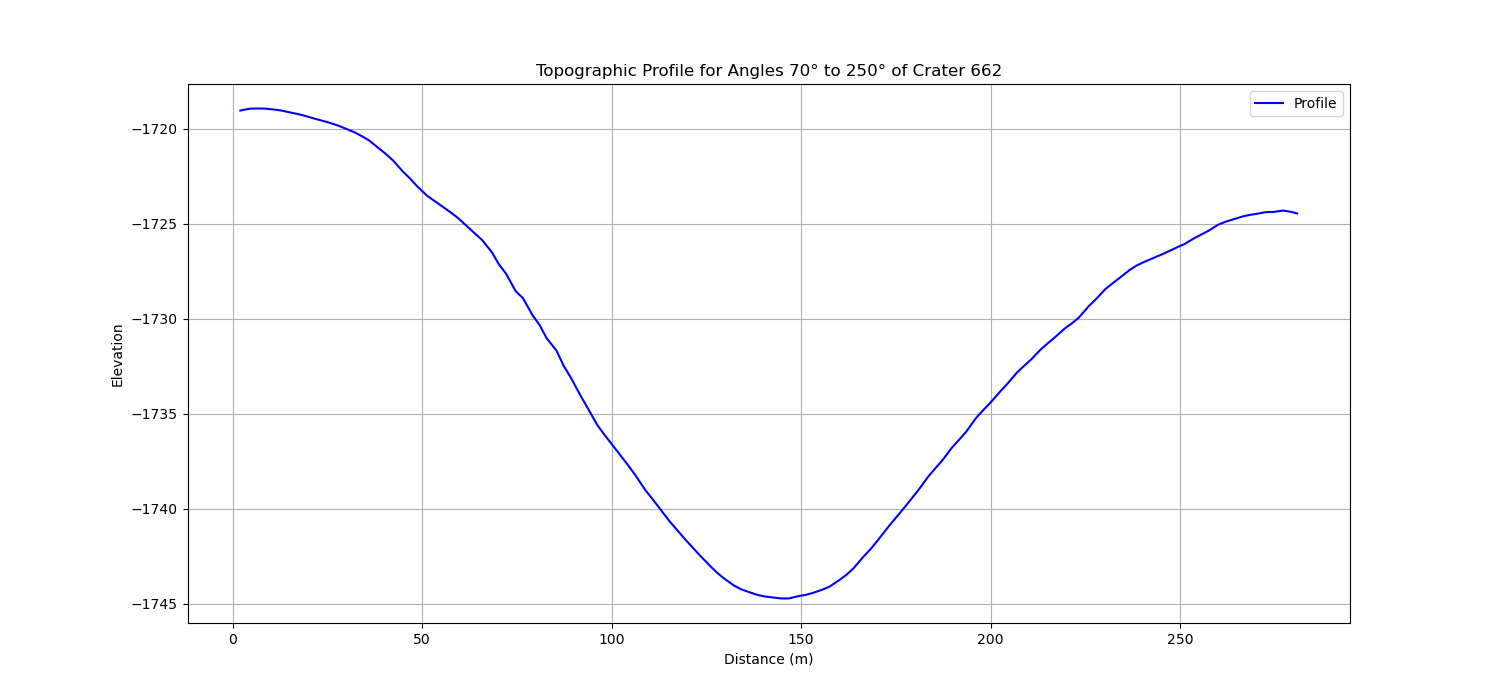 Topographic Profile for Angles 70° to 250° of Crater 662
Profile
−1720
−1725
−1730
−1735
−1740
−1745
Elevation
0 50 100 150 200 250
Distance (m)